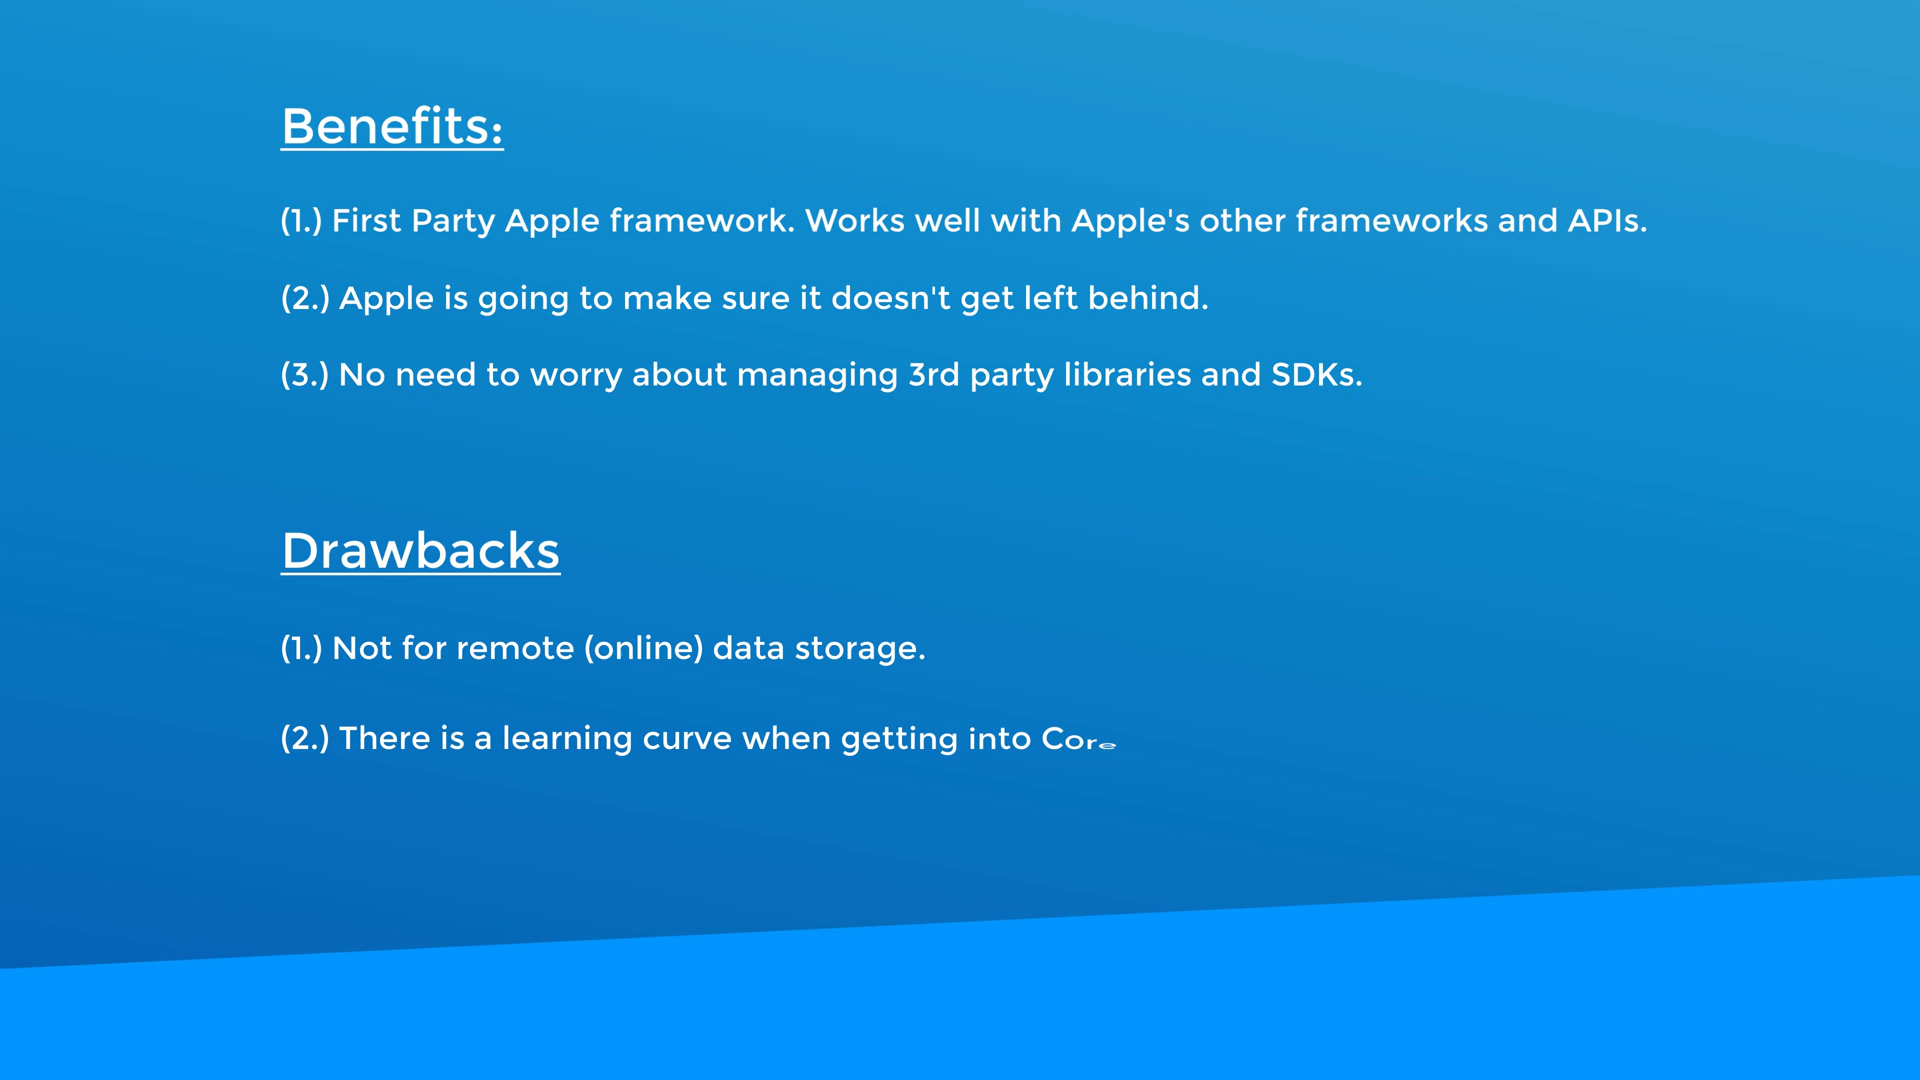 Benefits:
(1.) First Party Apple framework. Works well with Apple's other frameworks and APIs.
(2.) Apple is going to make sure it doesn't get left behind.
(3.) No need to worry about managing 3rd party libraries and SDKs.
Drawbacks
(1.) Not for remote (online) data storage.
(2.) There is a learning curve when getting into Core